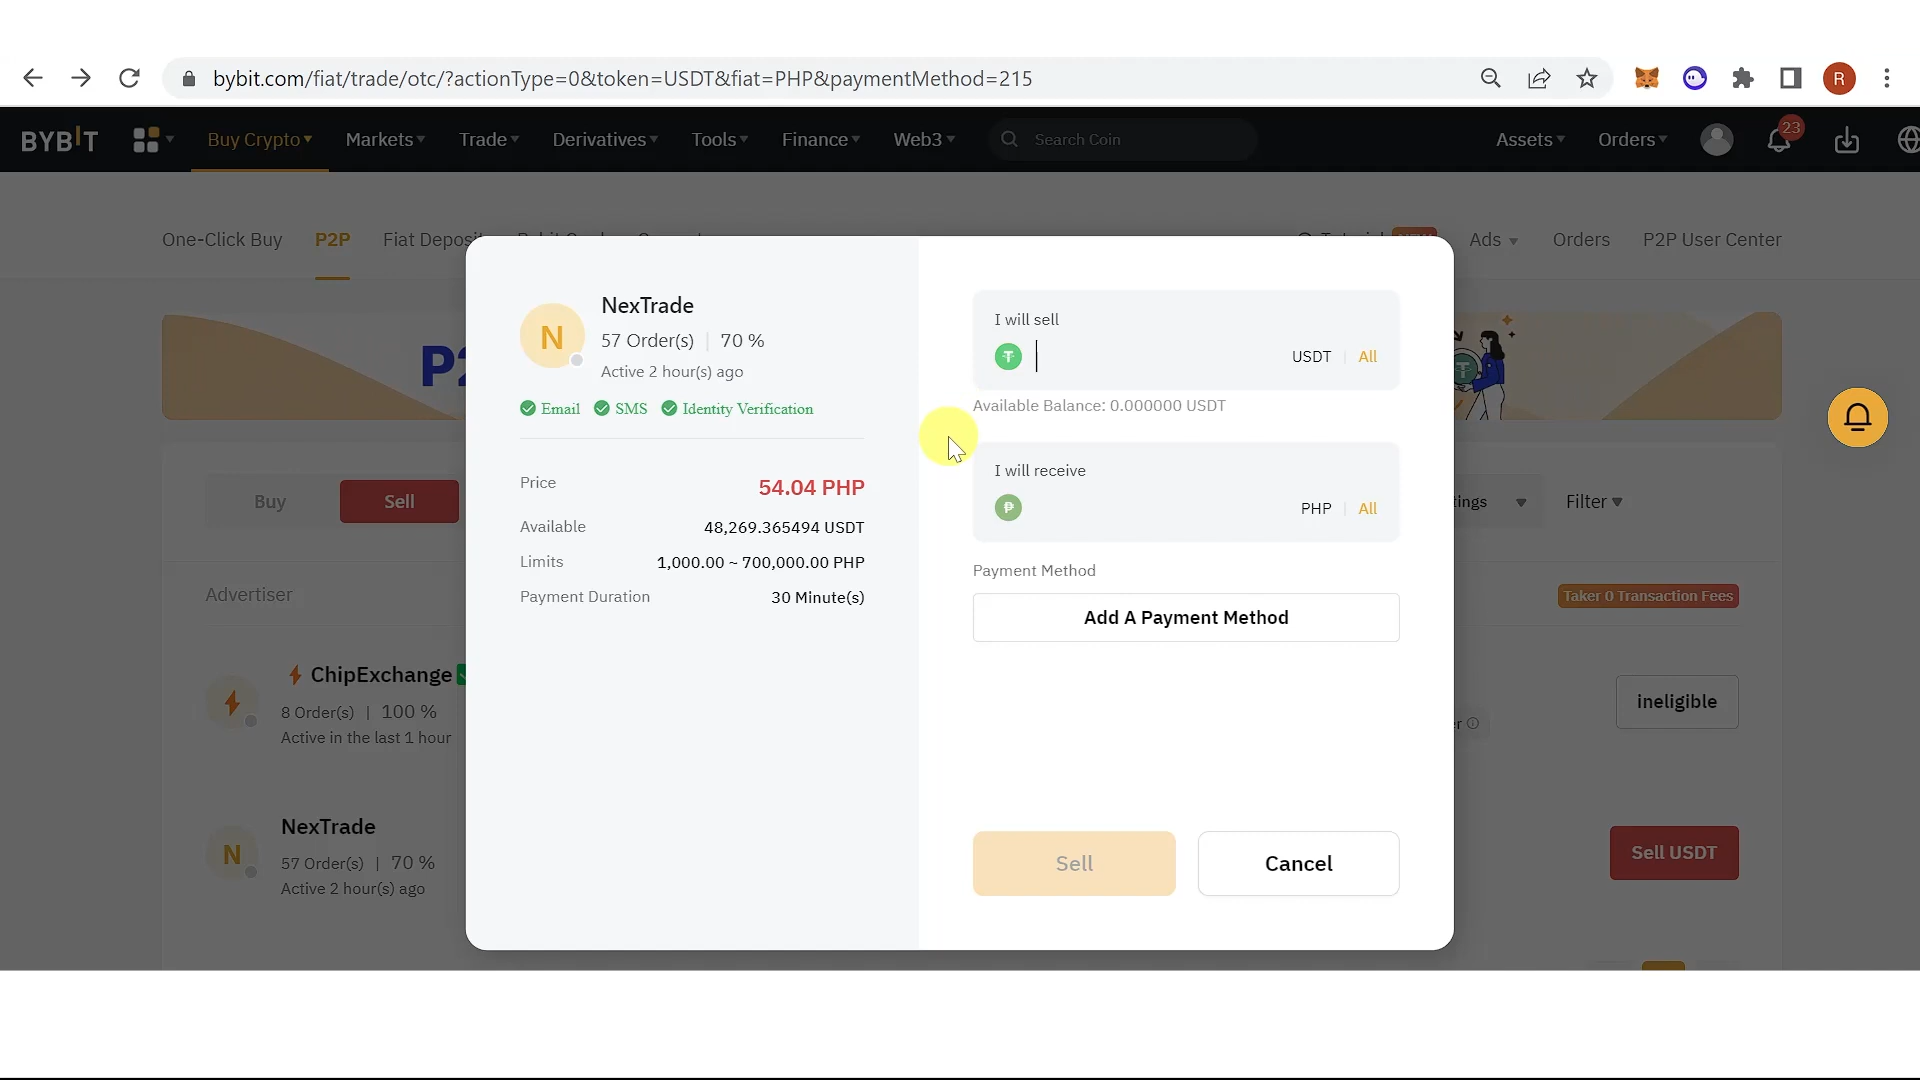 bybit.com/fiat/trade/otc/?actionType=0&token=USDT&fiat=PHP&paymentMethod=215
R
BYBIT
Buy Crypto
Markets
Trade
Derivatives
Tools
Finance
Web3
Search Coin
Assets
Orders
23
One-Click Buy
P2P
Fiat Deposit
Ads
Orders
P2P User Center
N
NexTrade
57 Order(s) | 70 %
Active 2 hour(s) ago
Email
SMS
Identity Verification
Price
54.04 PHP
Available
48,269.365494 USDT
Limits
1,000.00 ~ 700,000.00 PHP
Payment Duration
30 Minute(s)
I will sell
USDT | All
Available Balance: 0.000000 USDT
I will receive
PHP | All
Payment Method
Add A Payment Method
Sell
Cancel
Buy
Sell
Filter
Advertiser
Taker 0 Transaction Fees
ChipExchange
8 Order(s) | 100 %
Active in the last 1 hour
ineligible
N
NexTrade
57 Order(s) | 70 %
Active 2 hour(s) ago
Sell USDT